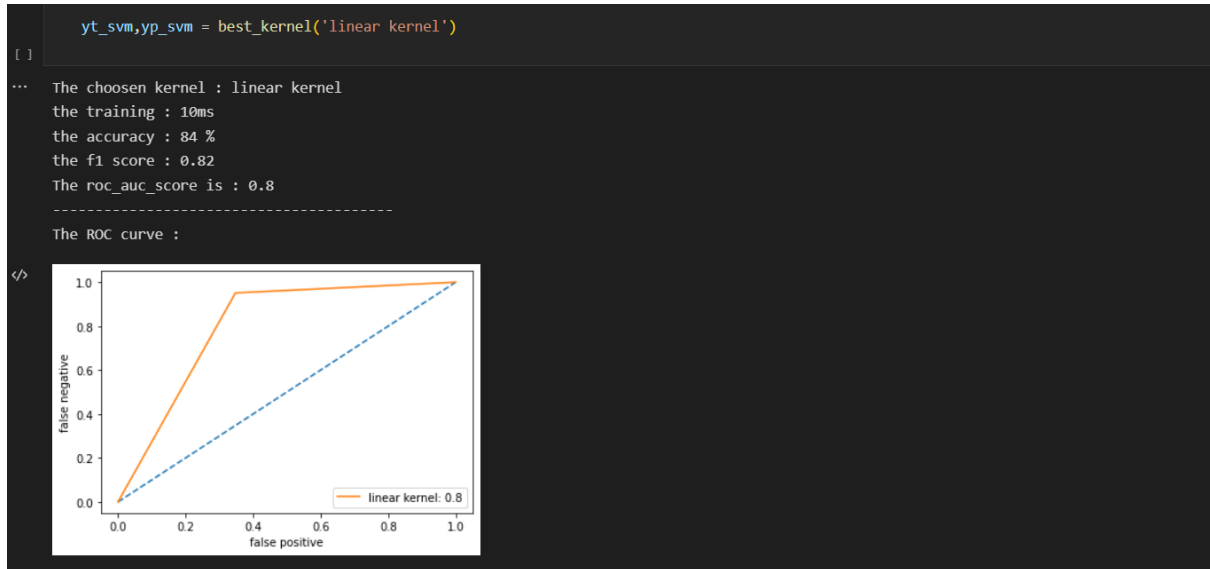 yt_svm,yp_svm = best_kernel('linear kernel')
[ ]
... The choosen kernel : linear kernel
the training : 10ms
the accuracy : 84 %
the f1 score : 0.82
The roc_auc_score is : 0.8
----------------------------------------
The ROC curve :
</>
1.0
0.8
0.6
0.4
0.2
0.0
false negative
linear kernel: 0.8
0.0 0.2 0.4 0.6 0.8 1.0
false positive